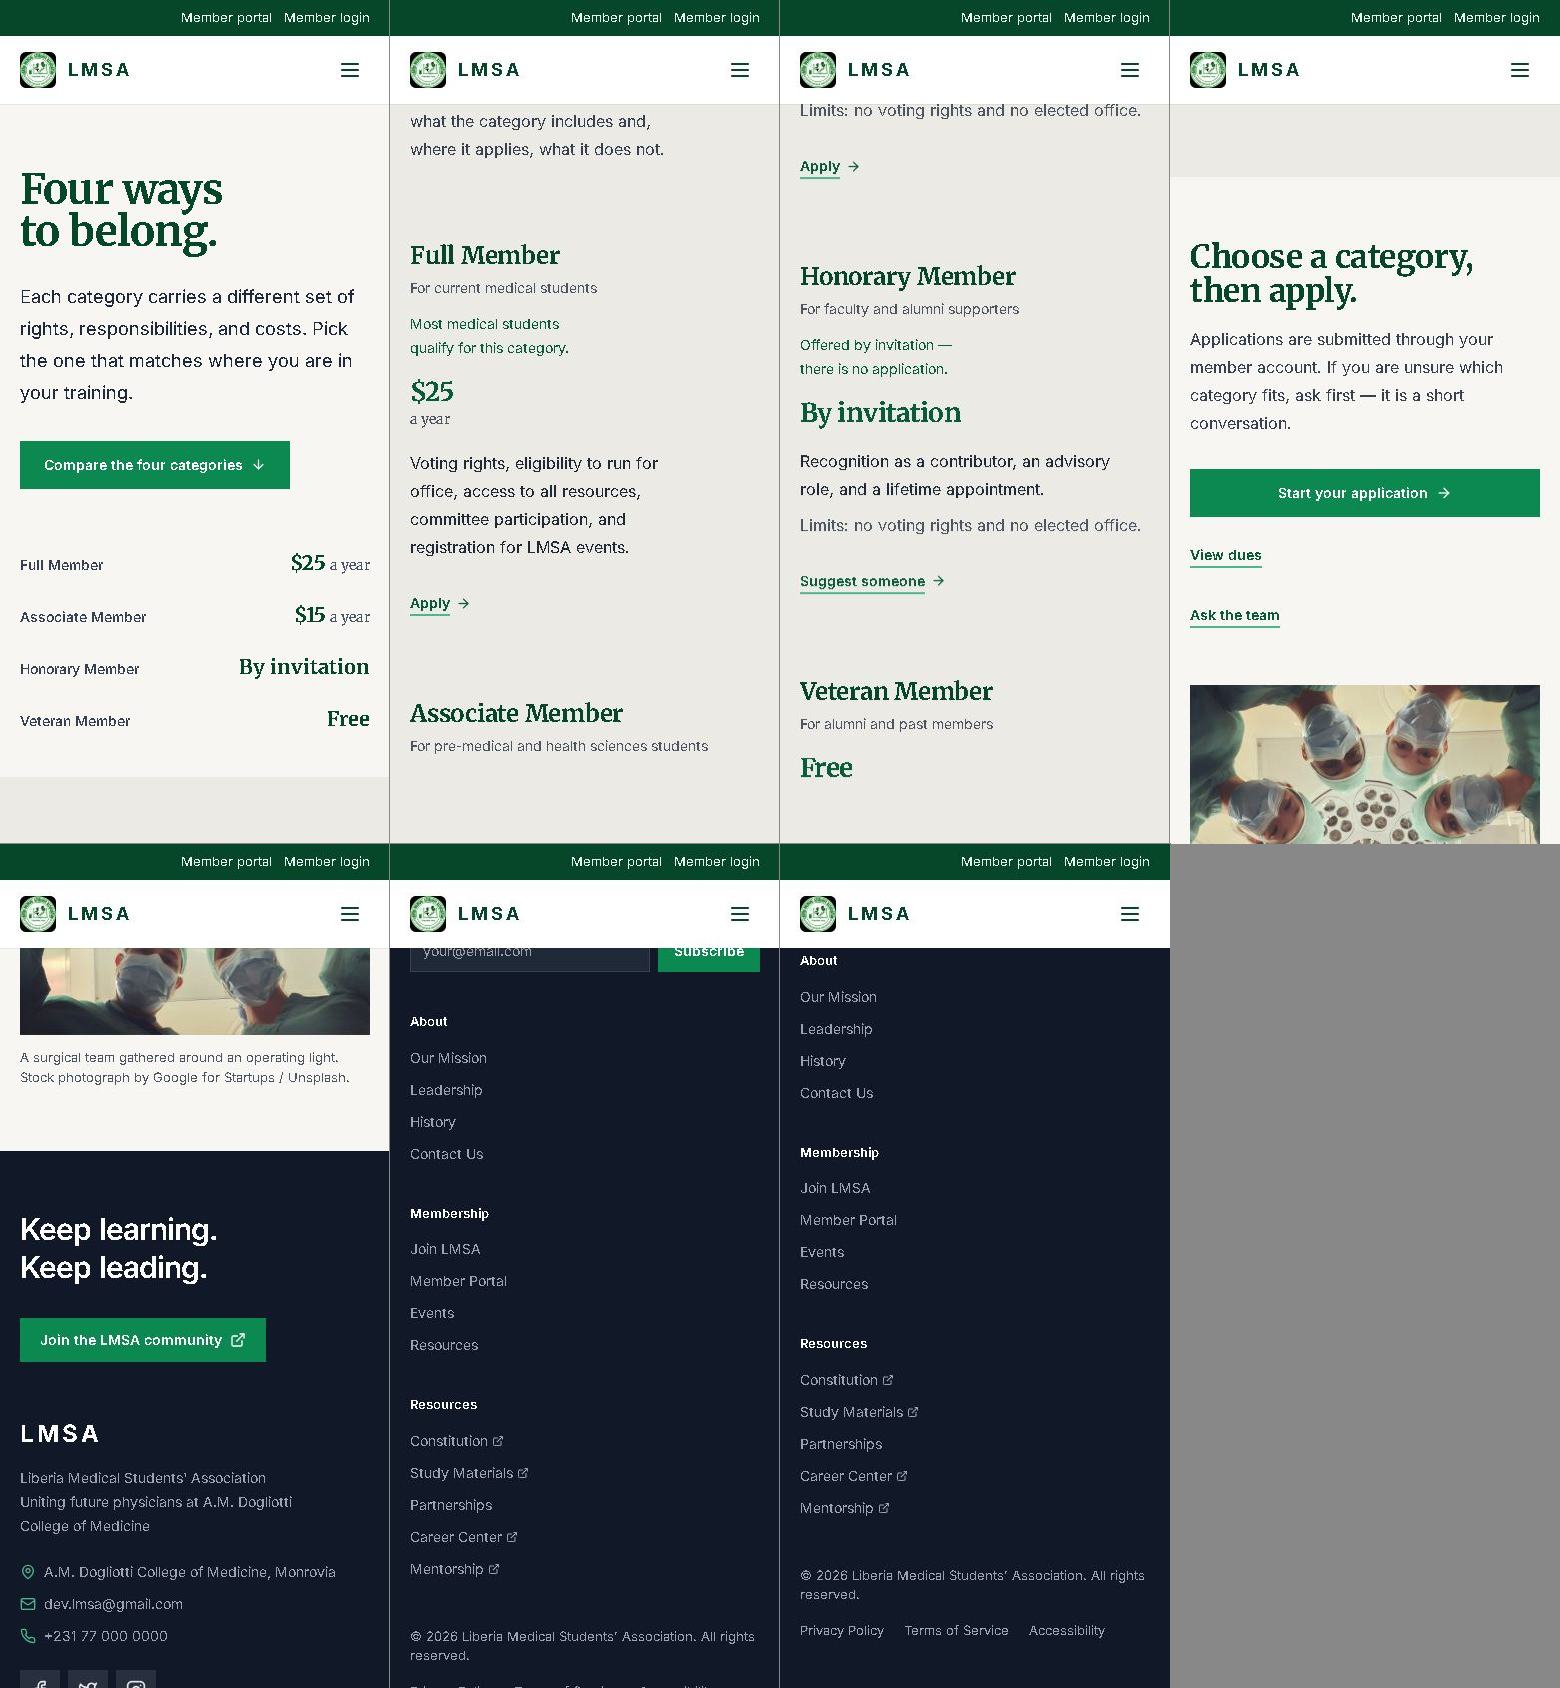 Member portal Member login
LMSA
Four ways
to belong.
Each category carries a different set of
rights, responsibilities, and costs. Pick
the one that matches where you are in
your training.
Compare the four categories
Full Member $25 a year
Associate Member $15 a year
Honorary Member By invitation
Veteran Member Free
Member portal Member login
LMSA
what the category includes and,
where it applies, what it does not.
Full Member
For current medical students
Most medical students
qualify for this category.
$25
a year
Voting rights, eligibility to run for
office, access to all resources,
committee participation, and
registration for LMSA events.
Apply
Associate Member
For pre-medical and health sciences students
Member portal Member login
LMSA
Limits: no voting rights and no elected office.
Apply
Honorary Member
For faculty and alumni supporters
Offered by invitation —
there is no application.
By invitation
Recognition as a contributor, an advisory
role, and a lifetime appointment.
Limits: no voting rights and no elected office.
Suggest someone
Veteran Member
For alumni and past members
Free
Member portal Member login
LMSA
Choose a category,
then apply.
Applications are submitted through your
member account. If you are unsure which
category fits, ask first — it is a short
conversation.
Start your application
View dues
Ask the team
Member portal Member login
LMSA
A surgical team gathered around an operating light.
Stock photograph by Google for Startups / Unsplash.
Keep learning.
Keep leading.
Join the LMSA community
LMSA
Liberia Medical Students' Association
Uniting future physicians at A.M. Dogliotti
College of Medicine
A.M. Dogliotti College of Medicine, Monrovia
dev.lmsa@gmail.com
+231 77 000 0000
Member portal Member login
LMSA
your@email.com Subscribe
About
Our Mission
Leadership
History
Contact Us
Membership
Join LMSA
Member Portal
Events
Resources
Resources
Constitution
Study Materials
Partnerships
Career Center
Mentorship
© 2026 Liberia Medical Students' Association. All rights
reserved.
Member portal Member login
LMSA
About
Our Mission
Leadership
History
Contact Us
Membership
Join LMSA
Member Portal
Events
Resources
Resources
Constitution
Study Materials
Partnerships
Career Center
Mentorship
© 2026 Liberia Medical Students' Association. All rights
reserved.
Privacy Policy Terms of Service Accessibility